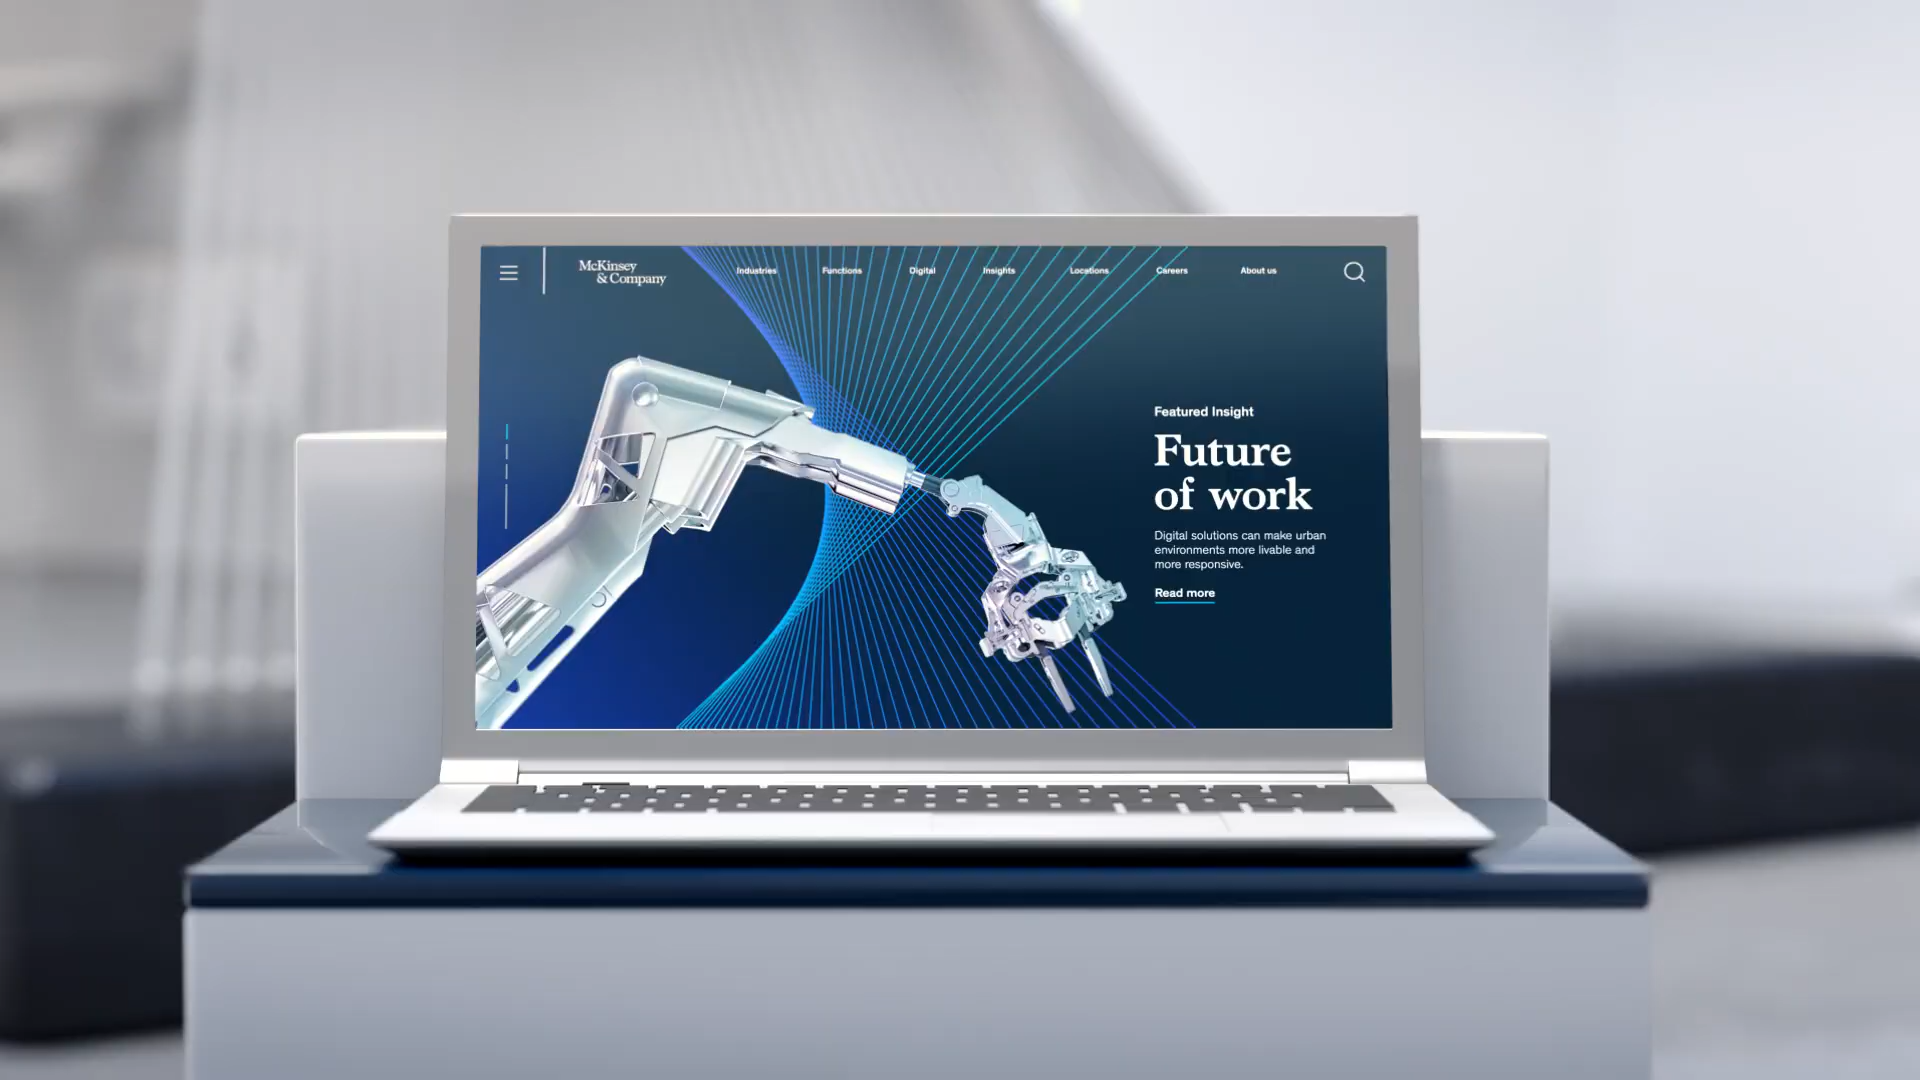 McKinsey
& Company
Industries
Functions
Digital
Insights
Locations
Careers
About us
Featured Insight
Future
of work
Digital solutions can make urban
environments more livable and
more responsive.
Read more